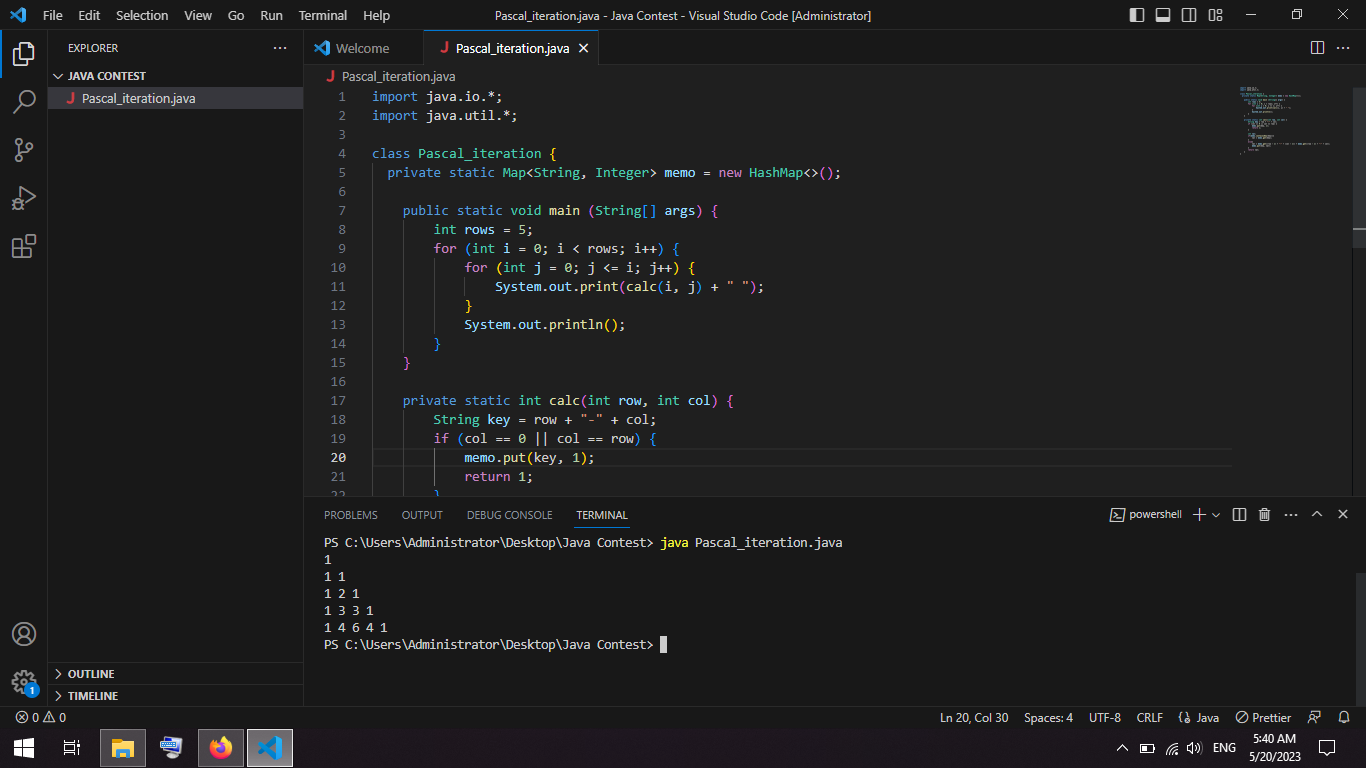 File Edit Selection View Go Run Terminal Help
Pascal_iteration.java - Java Contest - Visual Studio Code [Administrator]
EXPLORER
JAVA CONTEST
Pascal_iteration.java
Welcome
Pascal_iteration.java
Pascal_iteration.java
1 import java.io.*;
2 import java.util.*;
3
4 class Pascal_iteration {
5 private static Map<String, Integer> memo = new HashMap<>();
6
7 public static void main (String[] args) {
8 int rows = 5;
9 for (int i = 0; i < rows; i++) {
10 for (int j = 0; j <= i; j++) {
11 System.out.print(calc(i, j) + " ");
12 }
13 System.out.println();
14 }
15 }
16
17 private static int calc(int row, int col) {
18 String key = row + "-" + col;
19 if (col == 0 || col == row) {
20 memo.put(key, 1);
21 return 1;
22 }
PROBLEMS OUTPUT DEBUG CONSOLE TERMINAL
powershell
PS C:\Users\Administrator\Desktop\Java Contest> java Pascal_iteration.java
1
1 1
1 2 1
1 3 3 1
1 4 6 4 1
PS C:\Users\Administrator\Desktop\Java Contest>
OUTLINE
TIMELINE
1
0 0
Ln 20, Col 30 Spaces: 4 UTF-8 CRLF Java Prettier
ENG
5:40 AM
5/20/2023